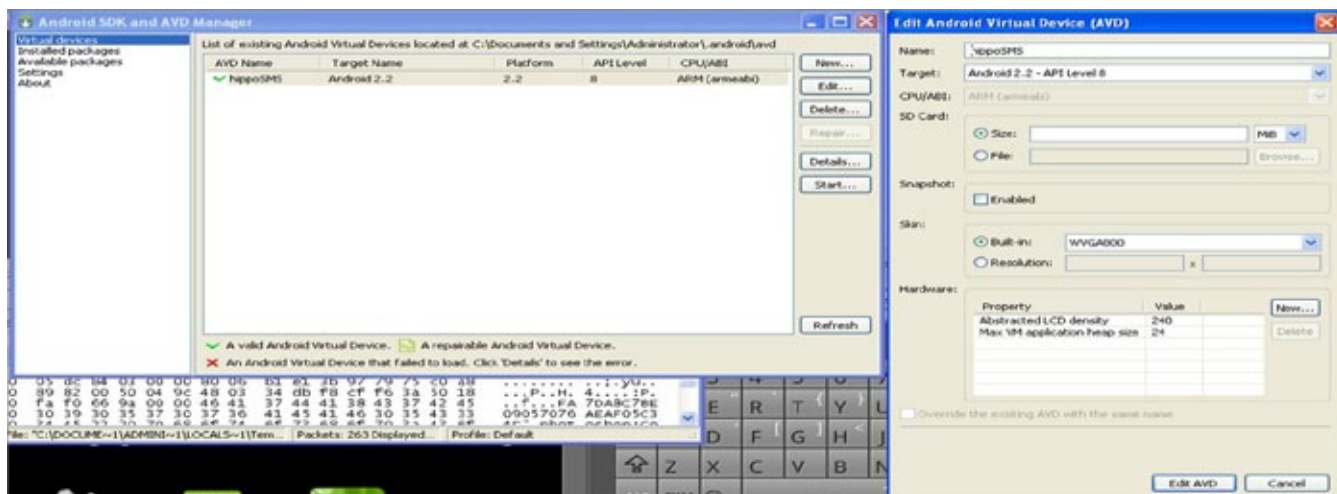 Android SDK and AVD Manager
Virtual devices
Installed packages
Available packages
Settings
About
List of existing Android Virtual Devices located at C:\Documents and Settings\Administrator\.android\avd
AVD Name Target Name Platform API Level CPU/ABI
hippoSMS Android 2.2 2.2 8 ARM (armeabi)
New...
Edit...
Delete...
Repair...
Details...
Start...
Refresh
A valid Android Virtual Device. A repairable Android Virtual Device.
An Android Virtual Device that failed to load. Click 'Details' to see the error.
Packets: 263 Displayed... Profile: Default
E R T Y U
D F G H J
Z X C V B N
Edit Android Virtual Device (AVD)
Name: hippoSMS
Target: Android 2.2 - API Level 8
CPU/ABI: ARM (armeabi)
SD Card:
Size: MiB
File: Browse...
Snapshot:
Enabled
Skin:
Built-in: WVGA800
Resolution: x
Hardware:
Property Value New...
Abstracted LCD density 240 Delete
Max VM application heap size 24
Override the existing AVD with the same name
Edit AVD Cancel